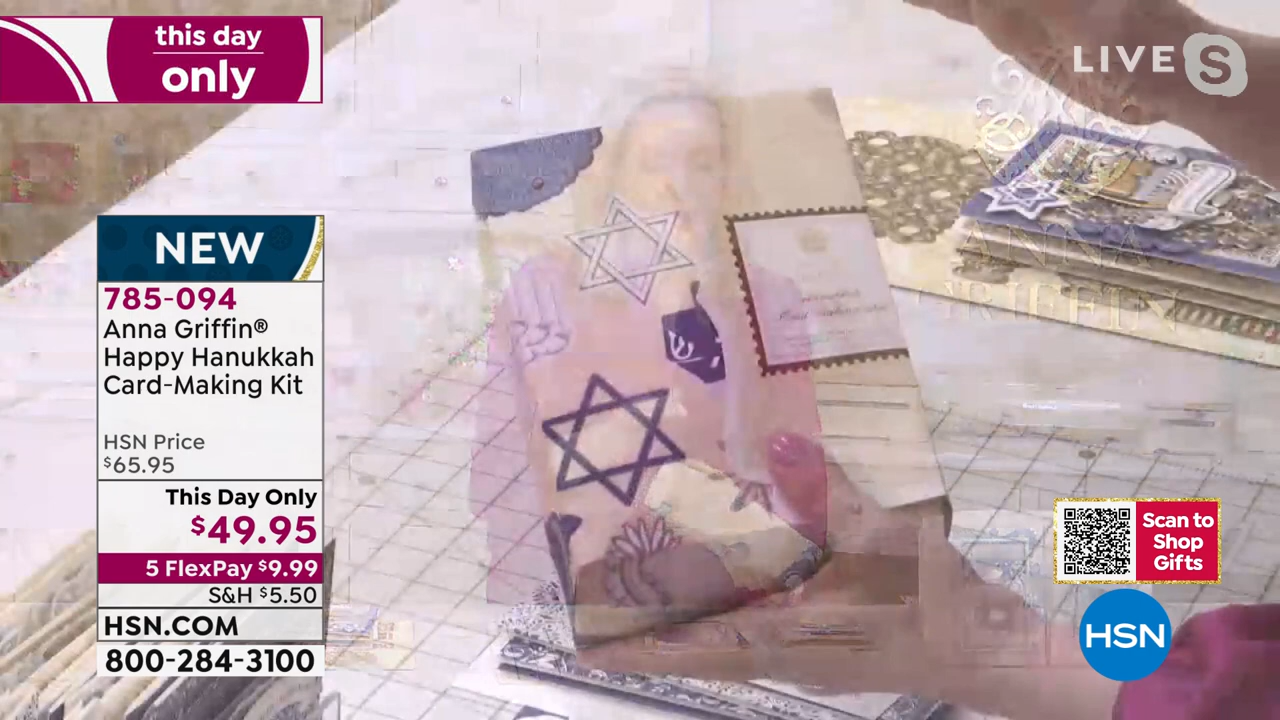 this day
only
LIVE S
NEW
785-094
Anna Griffin®
Happy Hanukkah
Card-Making Kit
HSN Price
$65.95
This Day Only
$49.95
5 FlexPay $9.99
S&H $5.50
HSN.COM
800-284-3100
ש
ANNA
GRIFFIN
Scan to
Shop
Gifts
HSN